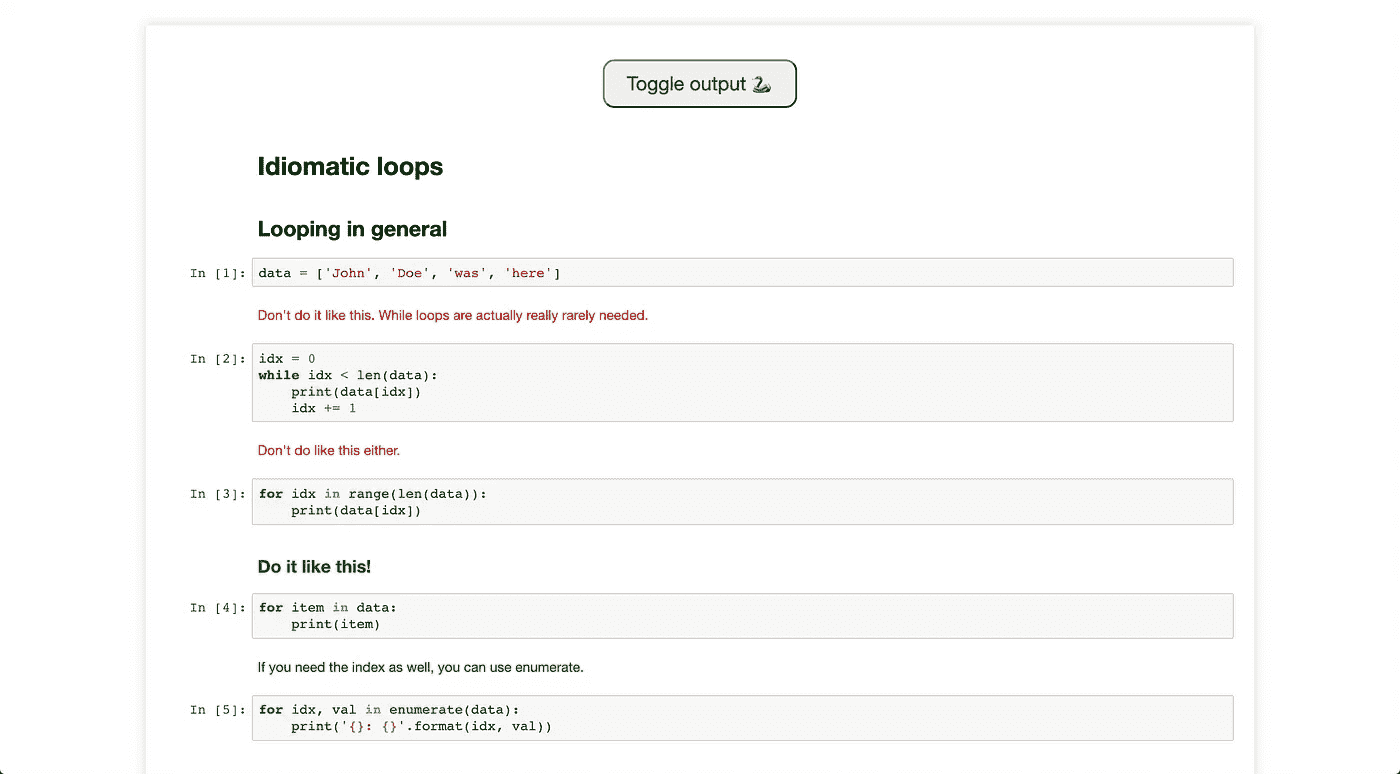 Toggle output 🐍
Idiomatic loops
Looping in general
In [1]: data = ['John', 'Doe', 'was', 'here']
Don't do it like this. While loops are actually really rarely needed.
In [2]: idx = 0
while idx < len(data):
    print(data[idx])
    idx += 1
Don't do like this either.
In [3]: for idx in range(len(data)):
    print(data[idx])
Do it like this!
In [4]: for item in data:
    print(item)
If you need the index as well, you can use enumerate.
In [5]: for idx, val in enumerate(data):
    print('{}: {}'.format(idx, val))